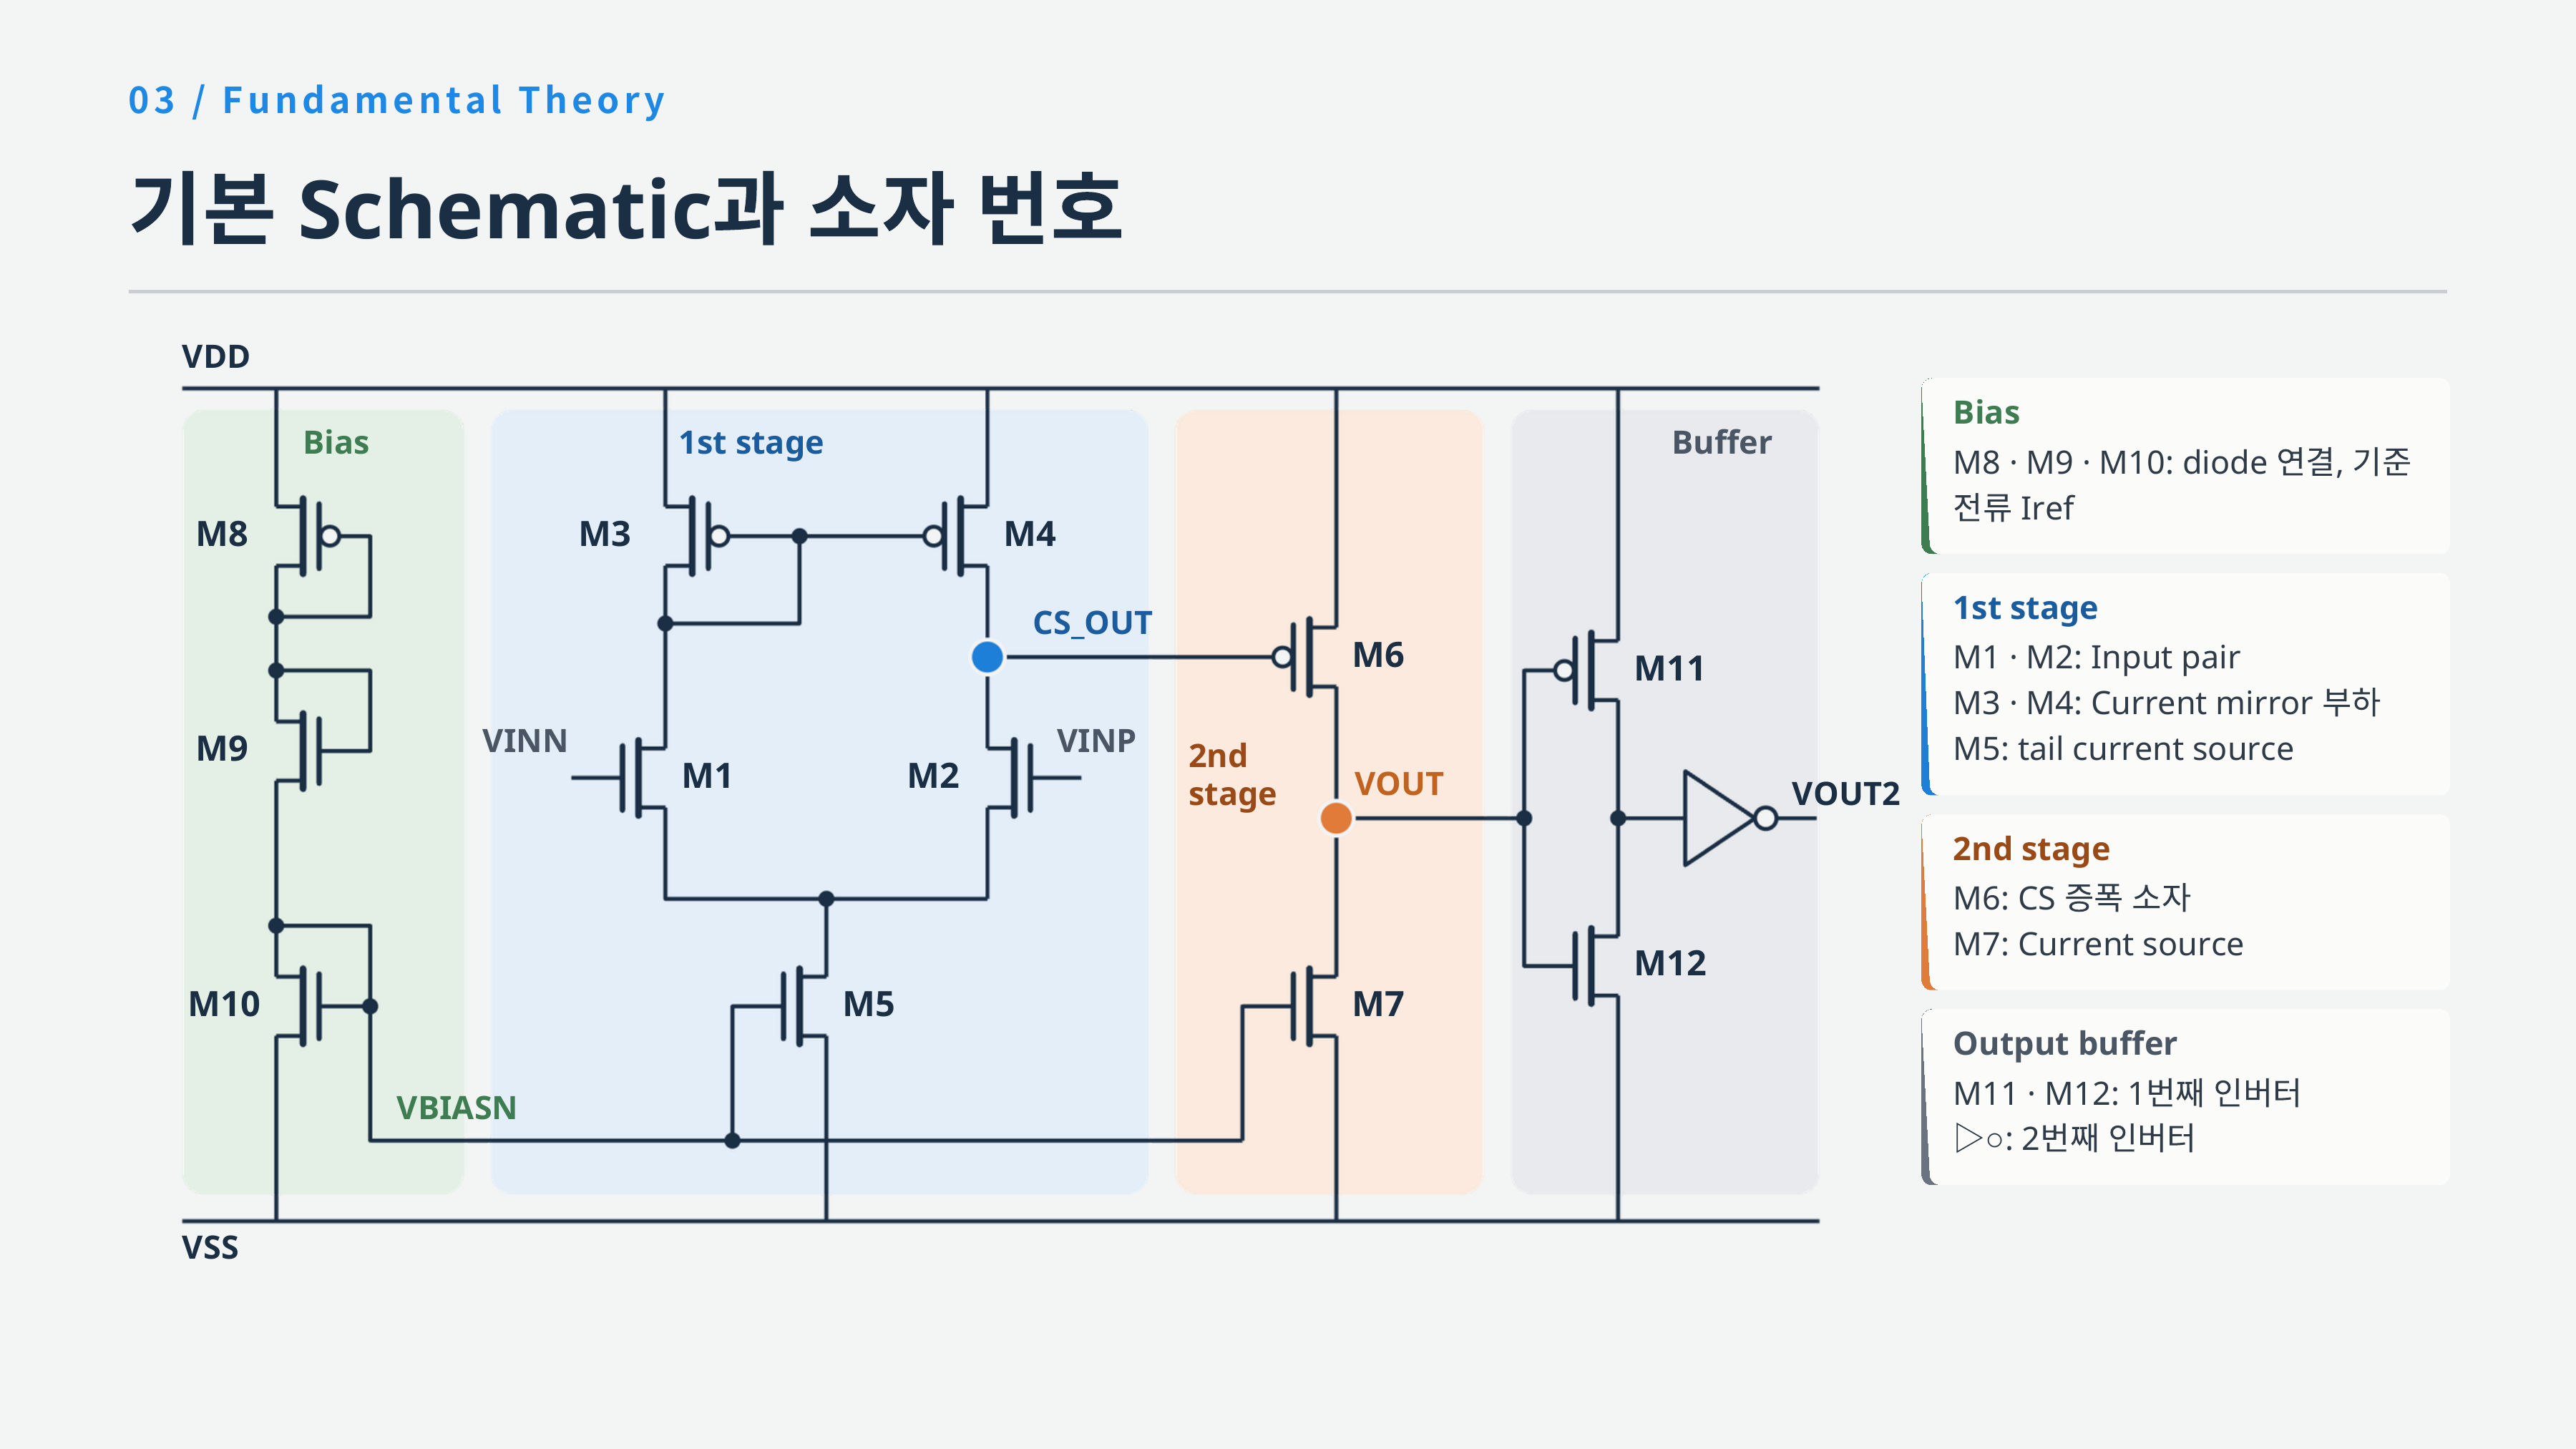 03 / Fundamental Theory
기본 Schematic과 소자 번호
VDD
Bias
1st stage
Buffer
M8
M3
M4
CS_OUT
M6
M11
M9
VINN
M1
M2
VINP
2nd
stage
VOUT
VOUT2
M10
M5
M7
M12
VBIASN
VSS
Bias
M8 · M9 · M10: diode 연결, 기준
전류 Iref
1st stage
M1 · M2: Input pair
M3 · M4: Current mirror 부하
M5: tail current source
2nd stage
M6: CS 증폭 소자
M7: Current source
Output buffer
M11 · M12: 1번째 인버터
▷○: 2번째 인버터